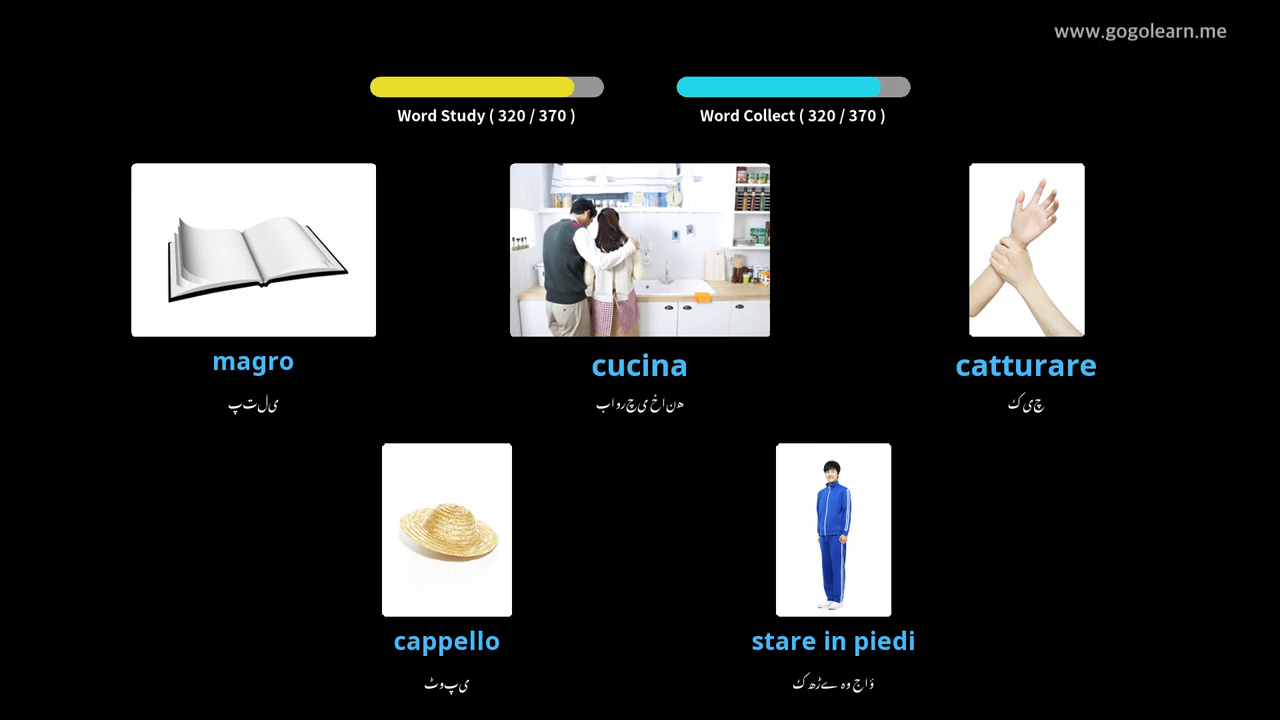 www.gogolearn.me
Word Study ( 320 / 370 )
Word Collect ( 320 / 370 )
magro
پتلی
cucina
باورچی خانہ
catturare
کیچ
cappello
ٹوپی
stare in piedi
کھڑے ہو جاؤ